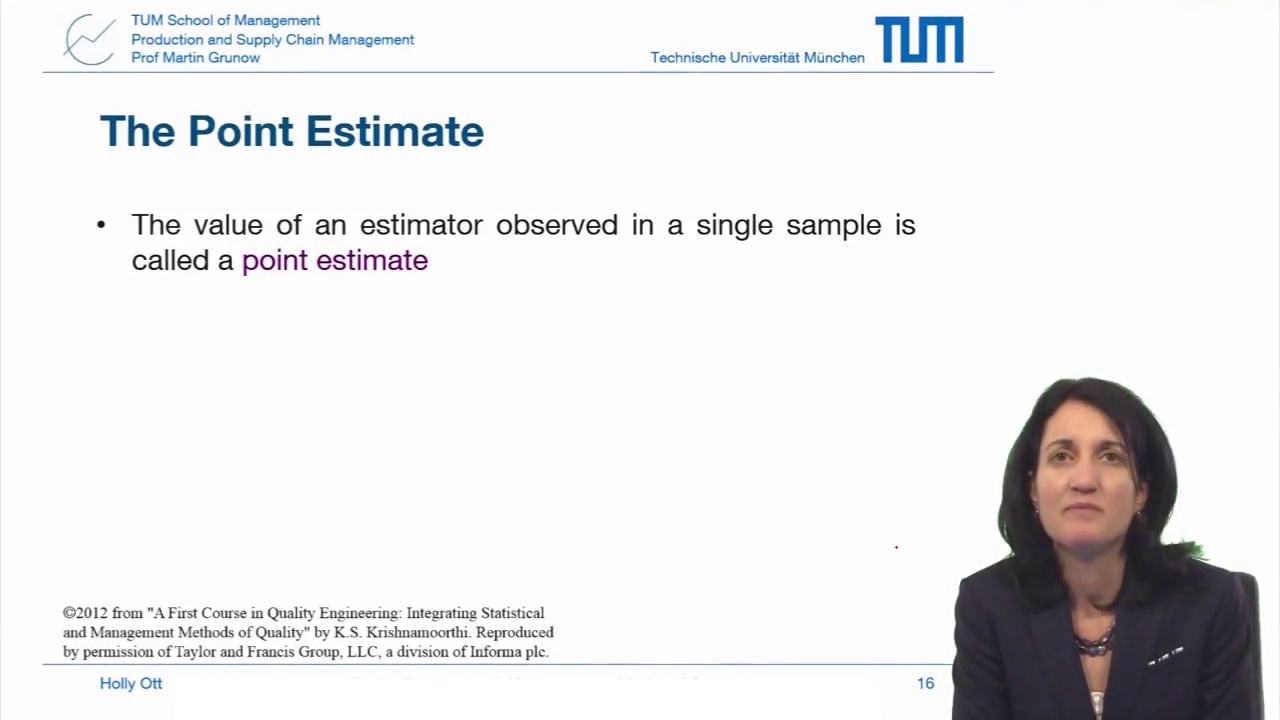 TUM School of Management
Production and Supply Chain Management
Prof Martin Grunow
Technische Universität München
TUM
The Point Estimate
• The value of an estimator observed in a single sample is
called a point estimate
©2012 from "A First Course in Quality Engineering: Integrating Statistical
and Management Methods of Quality" by K.S. Krishnamoorthi. Reproduced
by permission of Taylor and Francis Group, LLC, a division of Informa plc.
Holly Ott
16